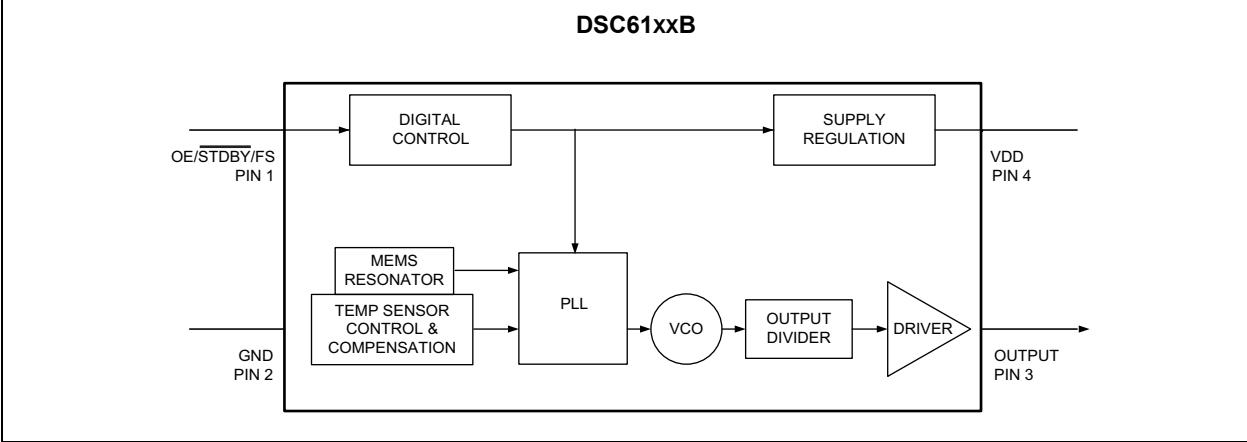 DSC61xxB
DIGITAL
CONTROL
SUPPLY
REGULATION
OE/STDBY/FS
PIN 1
VDD
PIN 4
MEMS
RESONATOR
TEMP SENSOR
CONTROL &
COMPENSATION
PLL
VCO
OUTPUT
DIVIDER
DRIVER
GND
PIN 2
OUTPUT
PIN 3